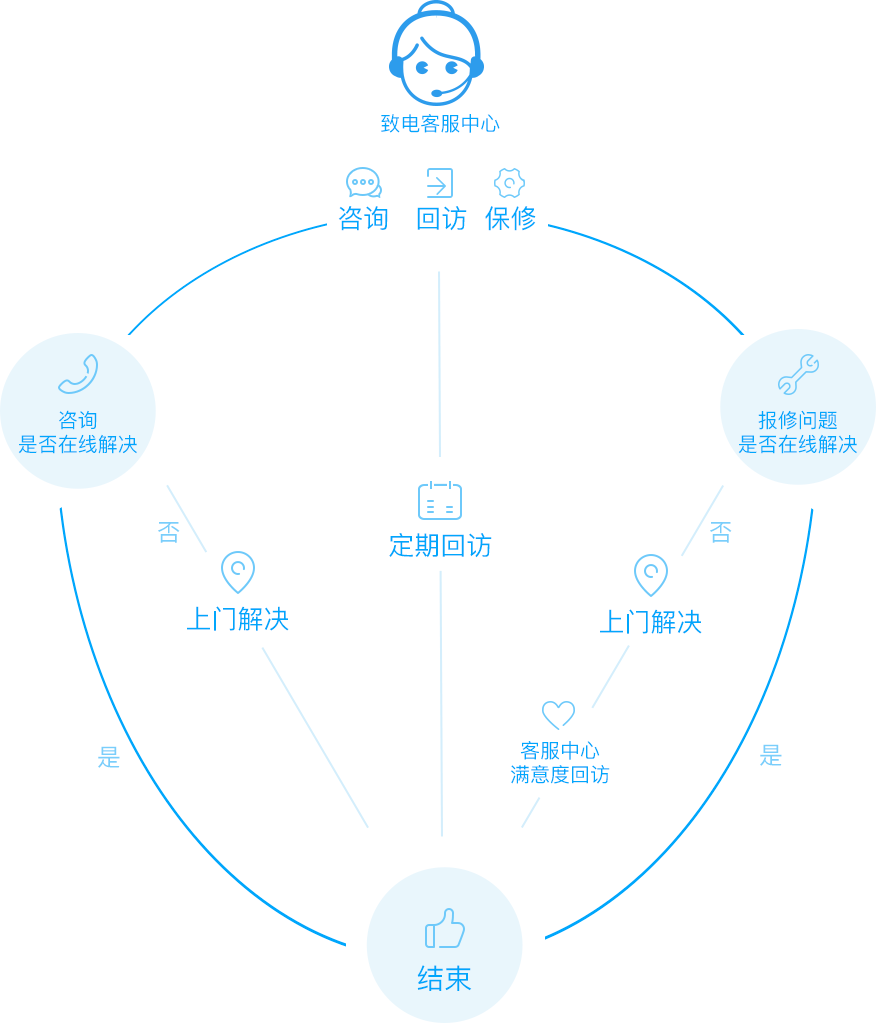 致电客服中心
咨询
回访
保修
咨询
是否在线解决
报修问题
是否在线解决
否
否
定期回访
上门解决
上门解决
是
客服中心
满意度回访
是
结束